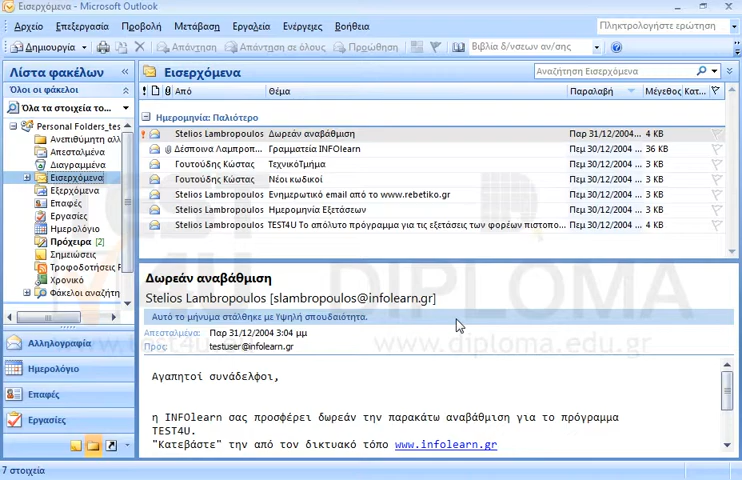 Εισερχόμενα - Microsoft Outlook
Αρχείο Επεξεργασία Προβολή Μετάβαση Εργαλεία Ενέργειες Βοήθεια Πληκτρολογήστε ερώτηση
Δημιουργία Απάντηση Απάντηση σε όλους Προώθηση Βιβλίο δ/νσεων αν/σης
Λίστα φακέλων « Εισερχόμενα Αναζήτηση Εισερχόμενα
Όλοι οι φάκελοι
Από Θέμα Παραλαβή Μέγεθος Κατ...
Όλα τα στοιχεία το...
Ημερομηνία: Παλιότερο
Personal Folders_tes
Ανεπιθύμητη αλλ
Απεσταλμένα
Διαγραμμένα
Εισερχόμενα
Εξερχόμενα
Επαφές
Εργασίες
Ημερολόγιο
Πρόχειρα [2]
Σημειώσεις
Τροφοδοτήσεις F
Χρονικό
Φάκελοι αναζήτη
Stelios Lambropoulos Δωρεάν αναβάθμιση Παρ 31/12/2004... 4 KB
Δέσποινα Λαμπροπ... Γραμματεία INFOlearn Πεμ 30/12/2004... 36 KB
Γουτούδης Κώστας ΤεχνικόΤμήμα Πεμ 30/12/2004... 3 KB
Γουτούδης Κώστας Νέοι κωδικοί Πεμ 30/12/2004... 3 KB
Stelios Lambropoulos Ενημερωτικό email από το www.rebetiko.gr Πεμ 30/12/2004... 4 KB
Stelios Lambropoulos Ημερομηνία Εξετάσεων Πεμ 30/12/2004... 3 KB
Stelios Lambropoulos TEST4U Το απόλυτο πρόγραμμα για τις εξετάσεις των φορέων πιστοπο... Πεμ 30/12/2004... 4 KB
Δωρεάν αναβάθμιση
Stelios Lambropoulos [slambropoulos@infolearn.gr]
Αυτό το μήνυμα στάλθηκε με Υψηλή σπουδαιότητα.
Απεσταλμένα: Παρ 31/12/2004 3:04 μμ
Προς: testuser@infolearn.gr
Αγαπητοί συνάδελφοι,
η INFOlearn σας προσφέρει δωρεάν την παρακάτω αναβάθμιση για το πρόγραμμα
TEST4U.
"Κατεβάστε" την από τον δικτυακό τόπο www.infolearn.gr
Αλληλογραφία
Ημερολόγιο
Επαφές
Εργασίες
7 στοιχεία
TEST
4U DIPLOMA
www.diploma.edu.gr